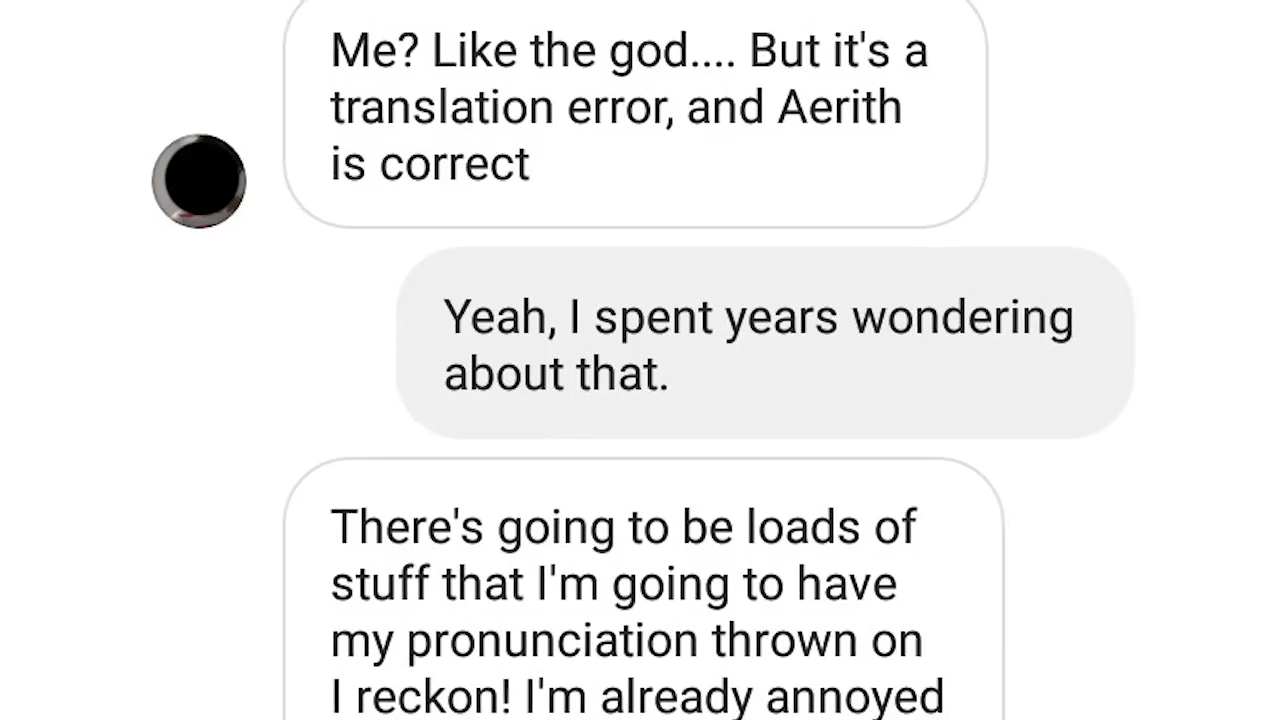 Me? Like the god.... But it's a
translation error, and Aerith
is correct
Yeah, I spent years wondering
about that.
There's going to be loads of
stuff that I'm going to have
my pronunciation thrown on
I reckon! I'm already annoyed